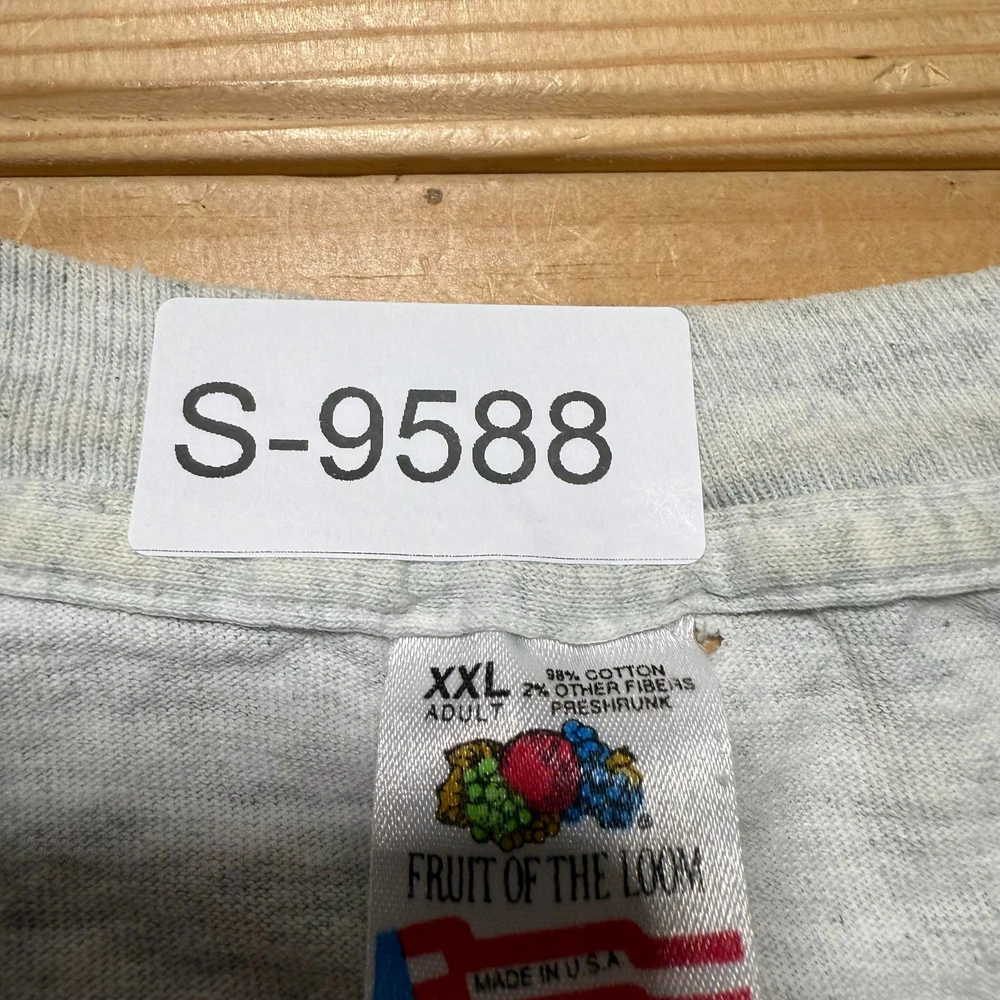 S-9588
XXL
ADULT
98% COTTON
2% OTHER FIBERS
PRESHRUNK
®
FRUIT OF THE LOOM
MADE IN U.S.A